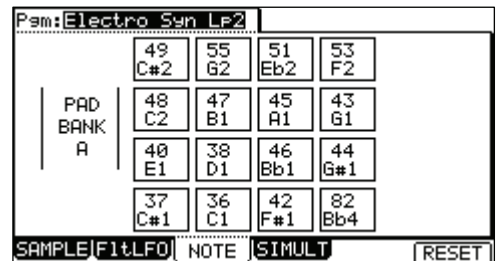 Pgm:Electro Syn Lp2
49 55 51 53
C#2 G2 Eb2 F2
PAD BANK A
48 47 45 43
C2 B1 A1 G1
40 38 46 44
E1 D1 Bb1 G#1
37 36 42 82
C#1 C1 F#1 Bb4
SAMPLE FltLFO NOTE SIMULT RESET